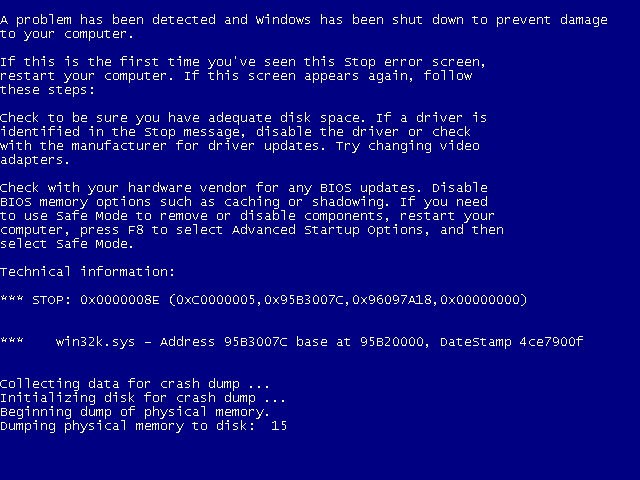 A problem has been detected and Windows has been shut down to prevent damage
to your computer.
If this is the first time you've seen this Stop error screen,
restart your computer. If this screen appears again, follow
these steps:
Check to be sure you have adequate disk space. If a driver is
identified in the Stop message, disable the driver or check
with the manufacturer for driver updates. Try changing video
adapters.
Check with your hardware vendor for any BIOS updates. Disable
BIOS memory options such as caching or shadowing. If you need
to use Safe Mode to remove or disable components, restart your
computer, press F8 to select Advanced Startup Options, and then
select Safe Mode.
Technical information:
*** STOP: 0x0000008E (0xC0000005,0x95B3007C,0x96097A18,0x00000000)
***    win32k.sys - Address 95B3007C base at 95B20000, DateStamp 4ce7900f
Collecting data for crash dump ...
Initializing disk for crash dump ...
Beginning dump of physical memory.
Dumping physical memory to disk:  15